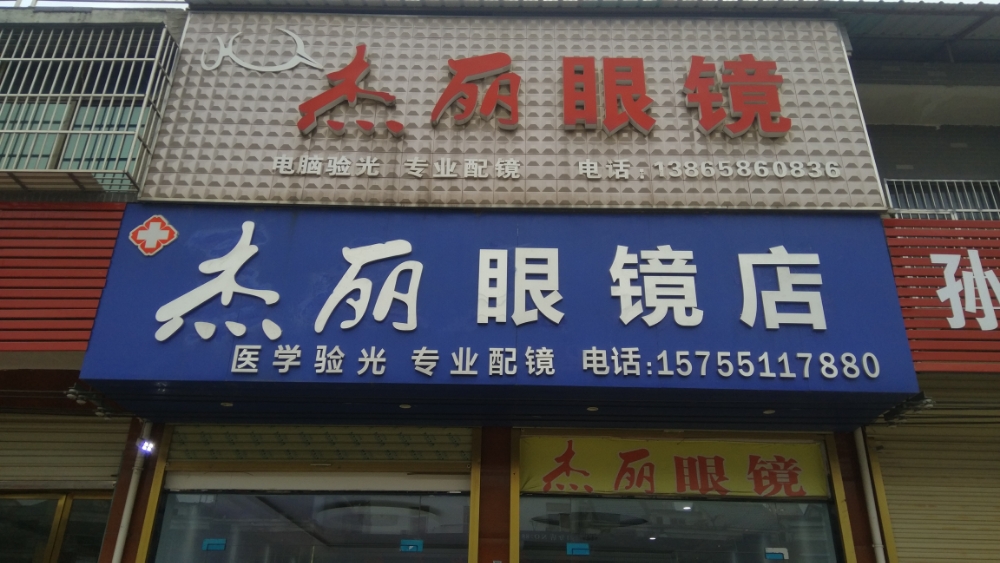 杰丽眼镜
电脑验光 专业配镜 电话:13865860836
杰丽眼镜店
医学验光 专业配镜 电话:15755117880
孙
杰丽眼镜